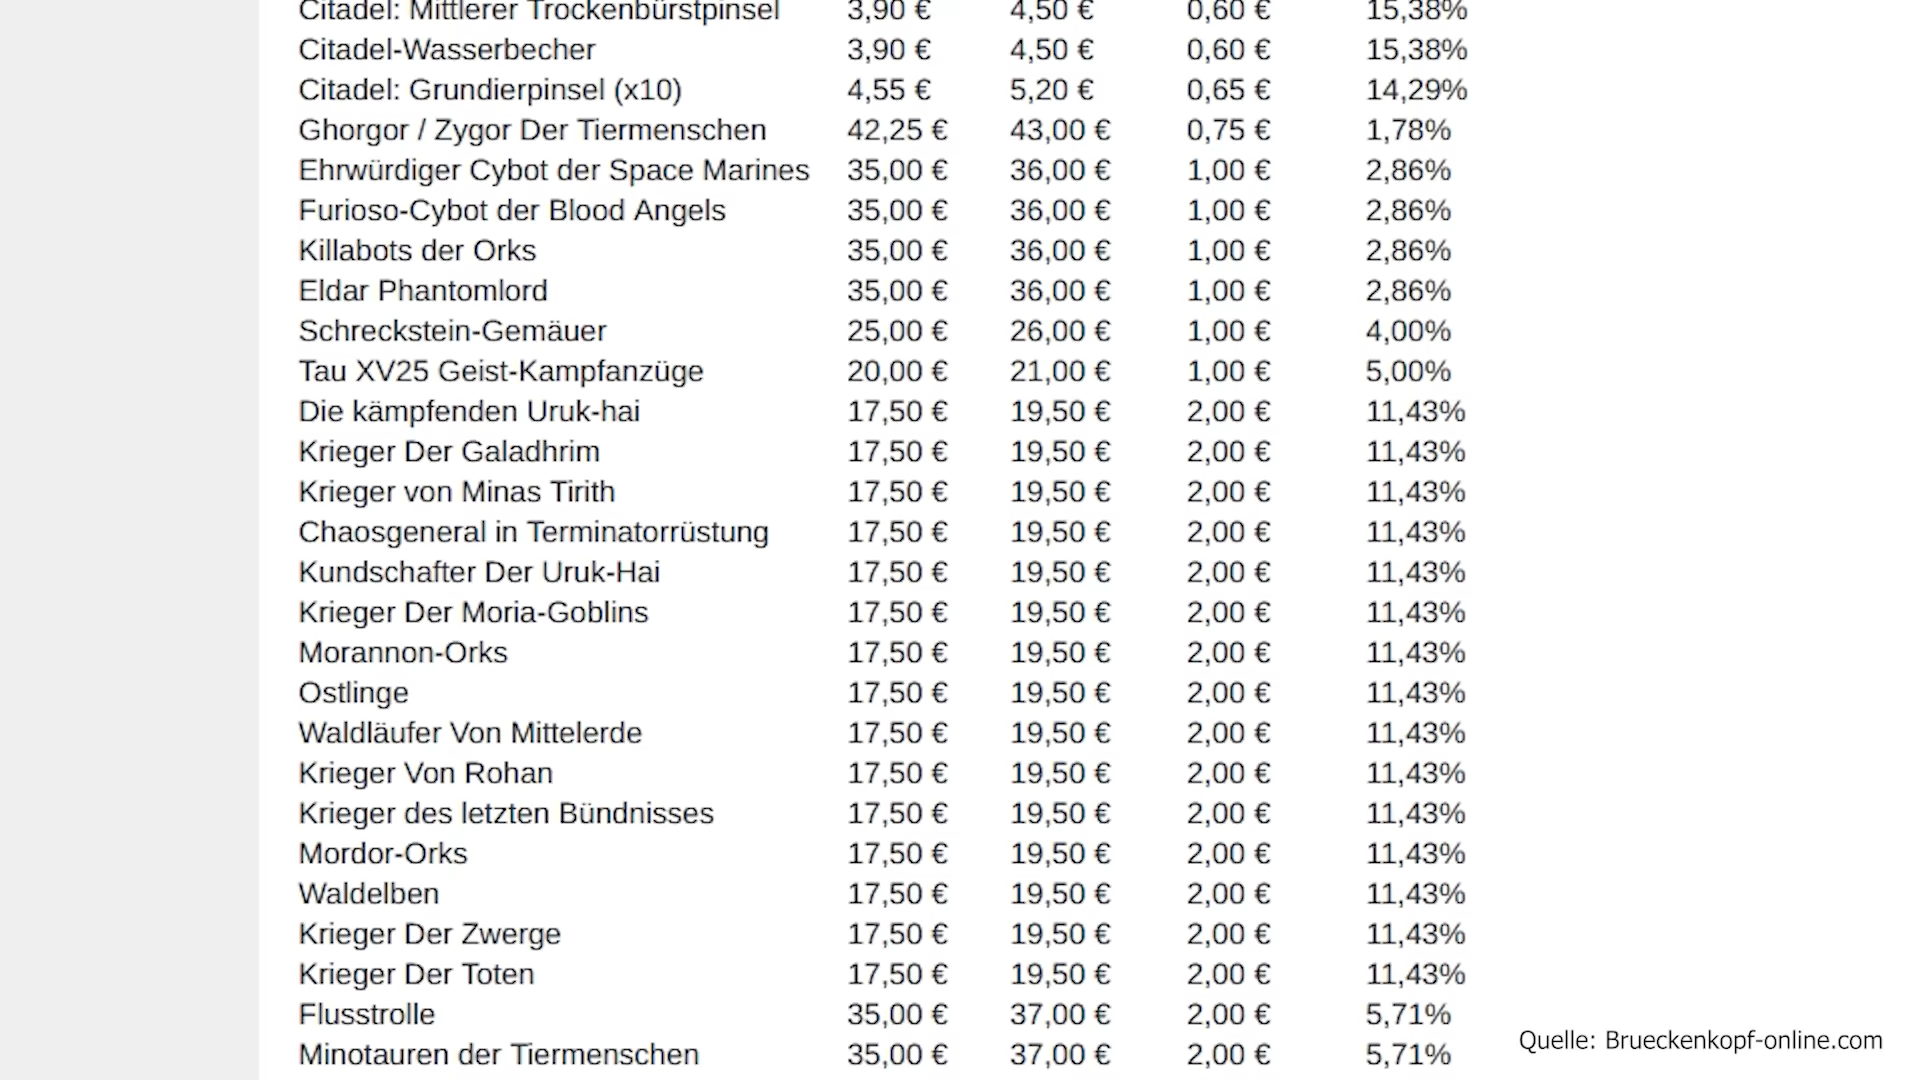 Citadel: Mittlerer Trockenbürstpinsel 3,90 € 4,50 € 0,60 € 15,38%
Citadel-Wasserbecher 3,90 € 4,50 € 0,60 € 15,38%
Citadel: Grundierpinsel (x10) 4,55 € 5,20 € 0,65 € 14,29%
Ghorgor / Zygor Der Tiermenschen 42,25 € 43,00 € 0,75 € 1,78%
Ehrwürdiger Cybot der Space Marines 35,00 € 36,00 € 1,00 € 2,86%
Furioso-Cybot der Blood Angels 35,00 € 36,00 € 1,00 € 2,86%
Killabots der Orks 35,00 € 36,00 € 1,00 € 2,86%
Eldar Phantomlord 35,00 € 36,00 € 1,00 € 2,86%
Schreckstein-Gemäuer 25,00 € 26,00 € 1,00 € 4,00%
Tau XV25 Geist-Kampfanzüge 20,00 € 21,00 € 1,00 € 5,00%
Die kämpfenden Uruk-hai 17,50 € 19,50 € 2,00 € 11,43%
Krieger Der Galadhrim 17,50 € 19,50 € 2,00 € 11,43%
Krieger von Minas Tirith 17,50 € 19,50 € 2,00 € 11,43%
Chaosgeneral in Terminatorrüstung 17,50 € 19,50 € 2,00 € 11,43%
Kundschafter Der Uruk-Hai 17,50 € 19,50 € 2,00 € 11,43%
Krieger Der Moria-Goblins 17,50 € 19,50 € 2,00 € 11,43%
Morannon-Orks 17,50 € 19,50 € 2,00 € 11,43%
Ostlinge 17,50 € 19,50 € 2,00 € 11,43%
Waldläufer Von Mittelerde 17,50 € 19,50 € 2,00 € 11,43%
Krieger Von Rohan 17,50 € 19,50 € 2,00 € 11,43%
Krieger des letzten Bündnisses 17,50 € 19,50 € 2,00 € 11,43%
Mordor-Orks 17,50 € 19,50 € 2,00 € 11,43%
Waldelben 17,50 € 19,50 € 2,00 € 11,43%
Krieger Der Zwerge 17,50 € 19,50 € 2,00 € 11,43%
Krieger Der Toten 17,50 € 19,50 € 2,00 € 11,43%
Flusstrolle 35,00 € 37,00 € 2,00 € 5,71%
Minotauren der Tiermenschen 35,00 € 37,00 € 2,00 € 5,71%
Quelle: Brueckenkopf-online.com